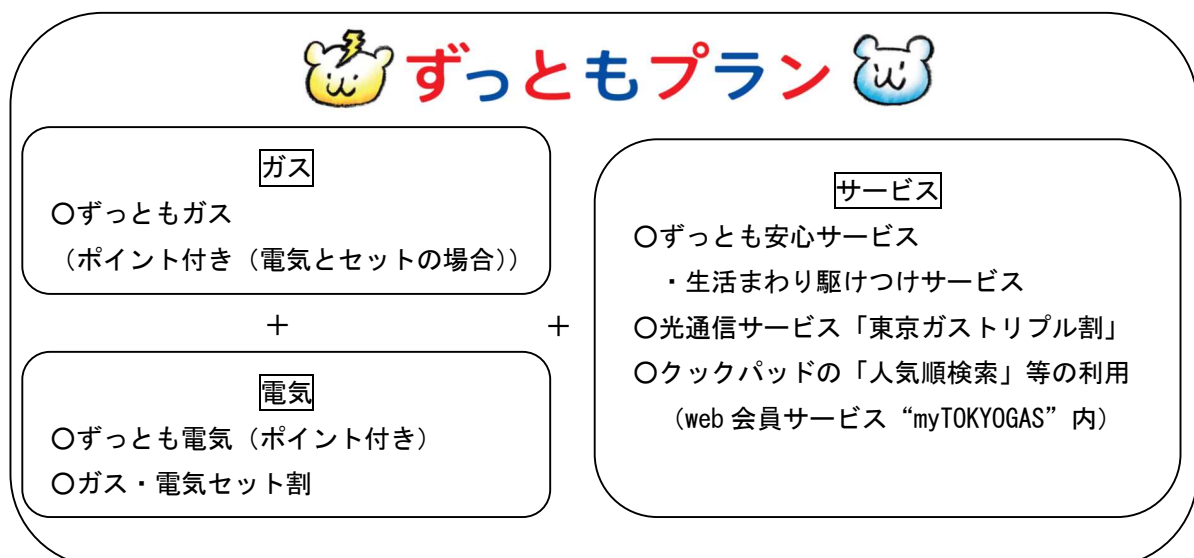 ずっともプラン
ガス
○ずっともガス
(ポイント付き(電気とセットの場合))
+
電気
○ずっとも電気(ポイント付き)
○ガス・電気セット割
+
サービス
○ずっとも安心サービス
・生活まわり駆けつけサービス
○光通信サービス「東京ガストリプル割」
○クックパッドの「人気順検索」等の利用
(web 会員サービス“myTOKYOGAS”内)